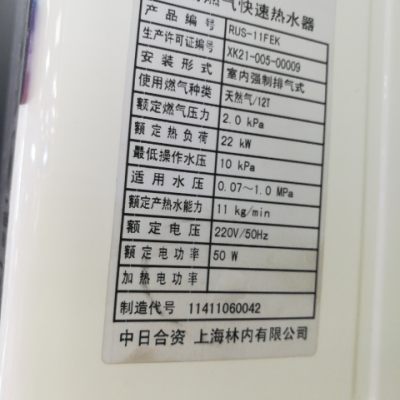 燃气快速热水器
产品编号 RUS-11FEK
生产许可证编号 XK21-005-00009
安装形式 室内强制排气式
使用燃气种类 天然气/12T
额定燃气压力 2.0 kPa
额定热负荷 22 kW
最低操作水压 10 kPa
适用水压 0.07~1.0 MPa
额定产热水能力 11 kg/min
额定电压 220V/50Hz
额定电功率 50 W
加热电功率
制造代号 11411060042
中日合资 上海林内有限公司